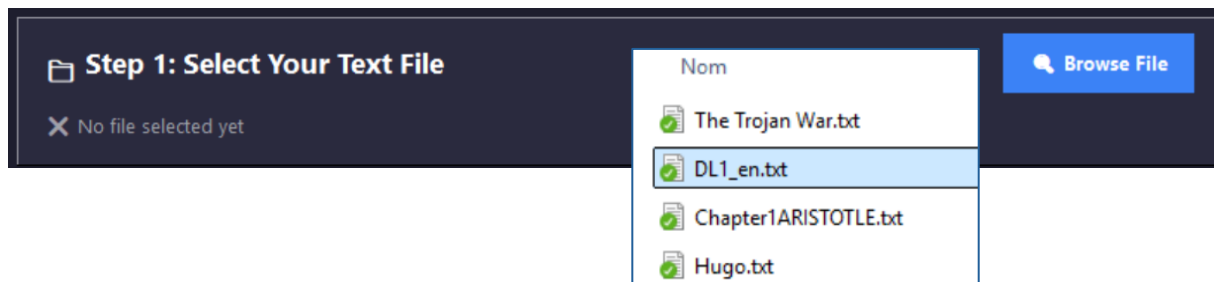 Step 1: Select Your Text File
No file selected yet
Nom
The Trojan War.txt
DL1_en.txt
Chapter1ARISTOTLE.txt
Hugo.txt
Browse File